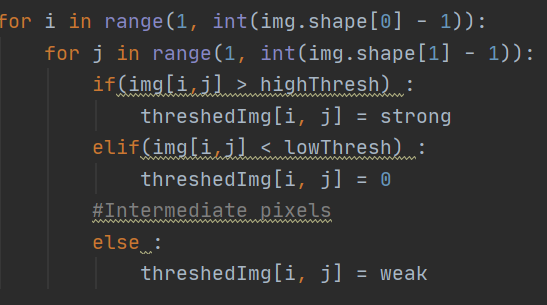 for i in range(1, int(img.shape[0] - 1)):
for j in range(1, int(img.shape[1] - 1)):
if(img[i,j] > highThresh) :
threshedImg[i, j] = strong
elif(img[i,j] < lowThresh) :
threshedImg[i, j] = 0
#Intermediate pixels
else :
threshedImg[i, j] = weak